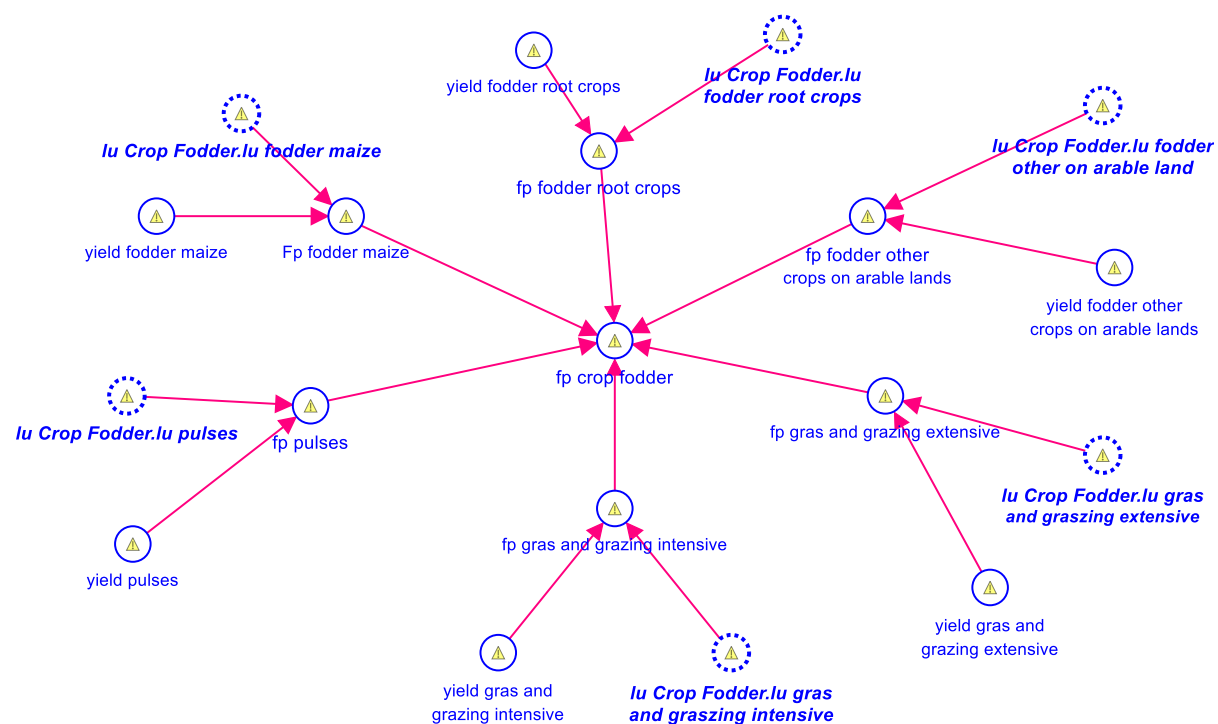 yield fodder root crops
lu Crop Fodder.lu
fodder root crops
lu Crop Fodder.lu fodder maize
lu Crop Fodder.lu fodder
other on arable land
fp fodder root crops
yield fodder maize
Fp fodder maize
fp fodder other
crops on arable lands
yield fodder other
crops on arable lands
fp crop fodder
lu Crop Fodder.lu pulses
fp pulses
fp gras and grazing extensive
lu Crop Fodder.lu gras
and graszing extensive
fp gras and grazing intensive
yield pulses
yield gras and
grazing extensive
yield gras and
grazing intensive
lu Crop Fodder.lu gras
and graszing intensive